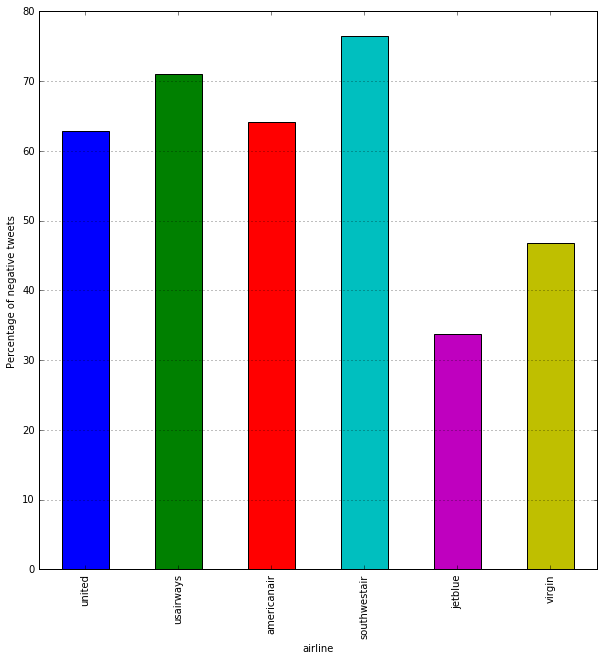 80
70
60
50
40
30
20
10
0
Percentage of negative tweets
united
usairways
americanair
southwestair
jetblue
virgin
airline